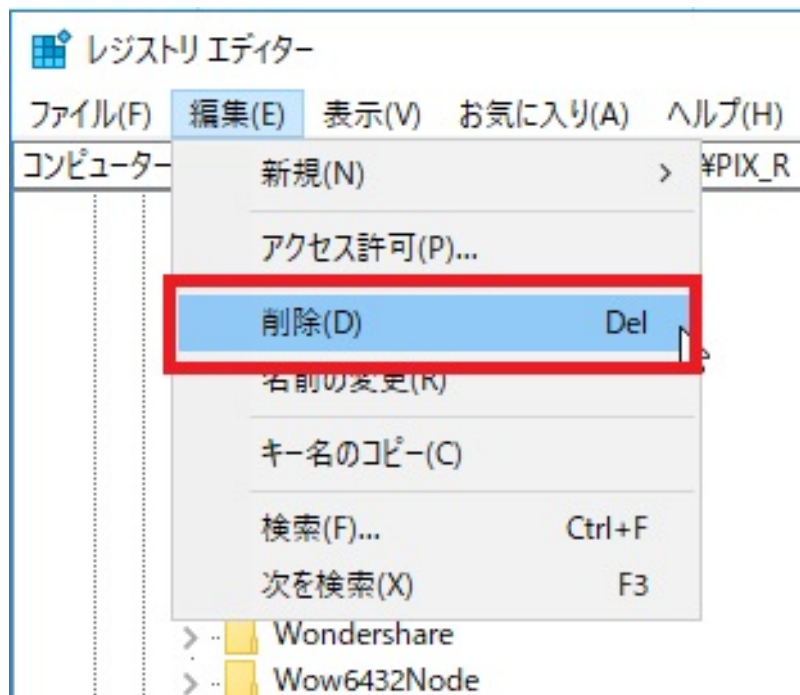 レジストリ エディター
ファイル(F) 編集(E) 表示(V) お気に入り(A) ヘルプ(H)
コンピューター ¥PIX_R
新規(N) >
アクセス許可(P)...
削除(D) Del
名前の変更(R)
キー名のコピー(C)
検索(F)... Ctrl+F
次を検索(X) F3
Wondershare
Wow6432Node